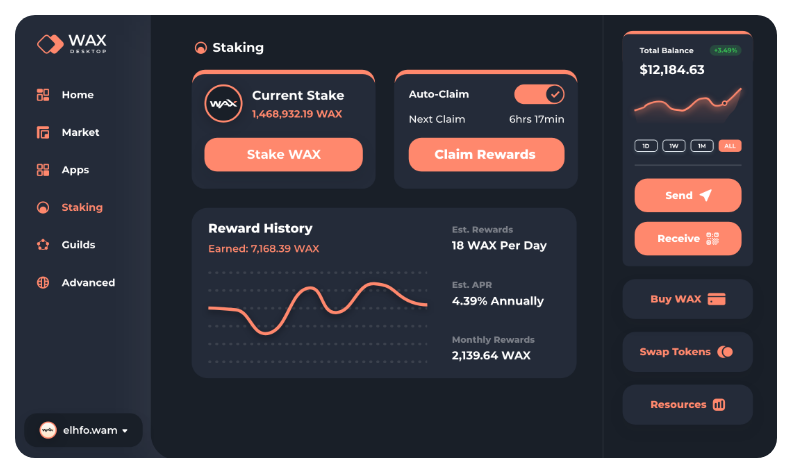 WAX
DESKTOP
Home
Market
Apps
Staking
Guilds
Advanced
elhfo.wam
Staking
WAX
Current Stake
1,468,932.19 WAX
Stake WAX
Auto-Claim
Next Claim 6hrs 17min
Claim Rewards
Reward History
Earned: 7,168.39 WAX
Est. Rewards
18 WAX Per Day
Est. APR
4.39% Annually
Monthly Rewards
2,139.64 WAX
Total Balance +3.49%
$12,184.63
1D 1W 1M ALL
Send
Receive
Buy WAX
Swap Tokens
Resources